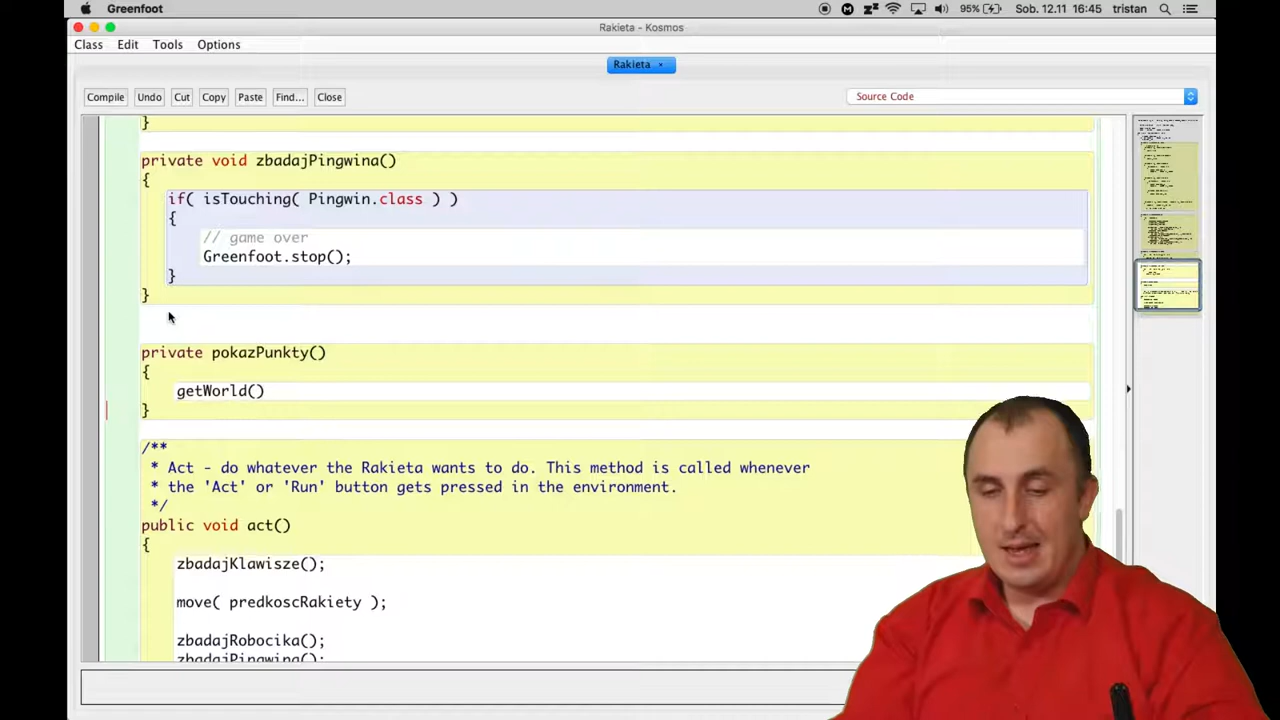 Greenfoot
95%
Sob. 12.11 16:45 tristan
Rakieta - Kosmos
Class Edit Tools Options
Rakieta ×
Compile Undo Cut Copy Paste Find... Close
Source Code
}
private void zbadajPingwina()
{
if( isTouching( Pingwin.class ) )
{
// game over
Greenfoot.stop();
}
}
private pokazPunkty()
{
getWorld()
}
/**
* Act - do whatever the Rakieta wants to do. This method is called whenever
* the 'Act' or 'Run' button gets pressed in the environment.
*/
public void act()
{
zbadajKlawisze();
move( predkoscRakiety );
zbadajRobocika();
zbadajPingwina();